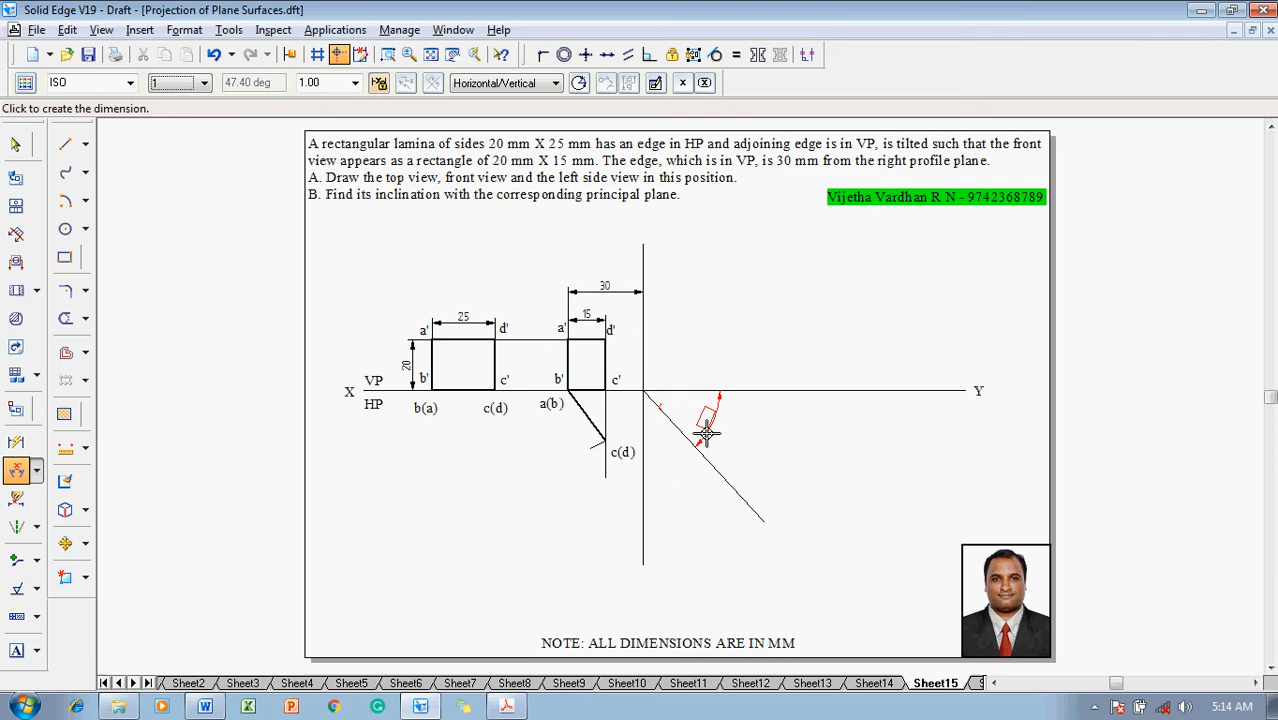 Solid Edge V19 - Draft - [Projection of Plane Surfaces.dft]
File Edit View Insert Format Tools Applications Inspect Manage Window Help
ISO 1 47.40 deg 1.00 Horizontal/Vertical
Click to create the dimension.
A rectangular lamina of sides 20 mm X 25 mm has an edge in HP and adjoining edge is in VP, is tilted such that the front
view appears as a rectangle of 20 mm X 15 mm. The edge, which is in VP, is 30 mm from the right profile plane.
A. Draw the top view, front view and the left side view in this position.
B. Find its inclination with the corresponding principal plane.
Vijetha Vardhan R N - 9742368789
30
25 15
a' d' a' d'
20
VP b' c' b' c'
X Y
HP b(a) c(d) a(b)
c(d)
NOTE: ALL DIMENSIONS ARE IN MM
Sheet2 Sheet3 Sheet4 Sheet5 Sheet6 Sheet7 Sheet8 Sheet9 Sheet10 Sheet11 Sheet12 Sheet13 Sheet14 Sheet15
5:14 AM